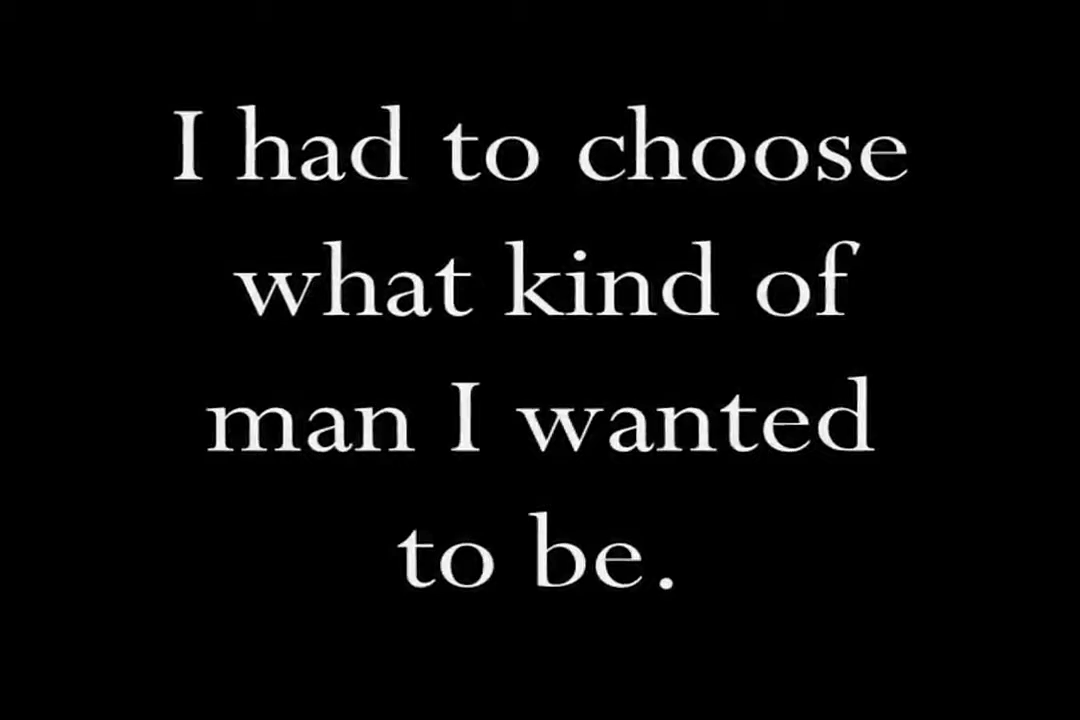 I had to choose
what kind of
man I wanted
to be.